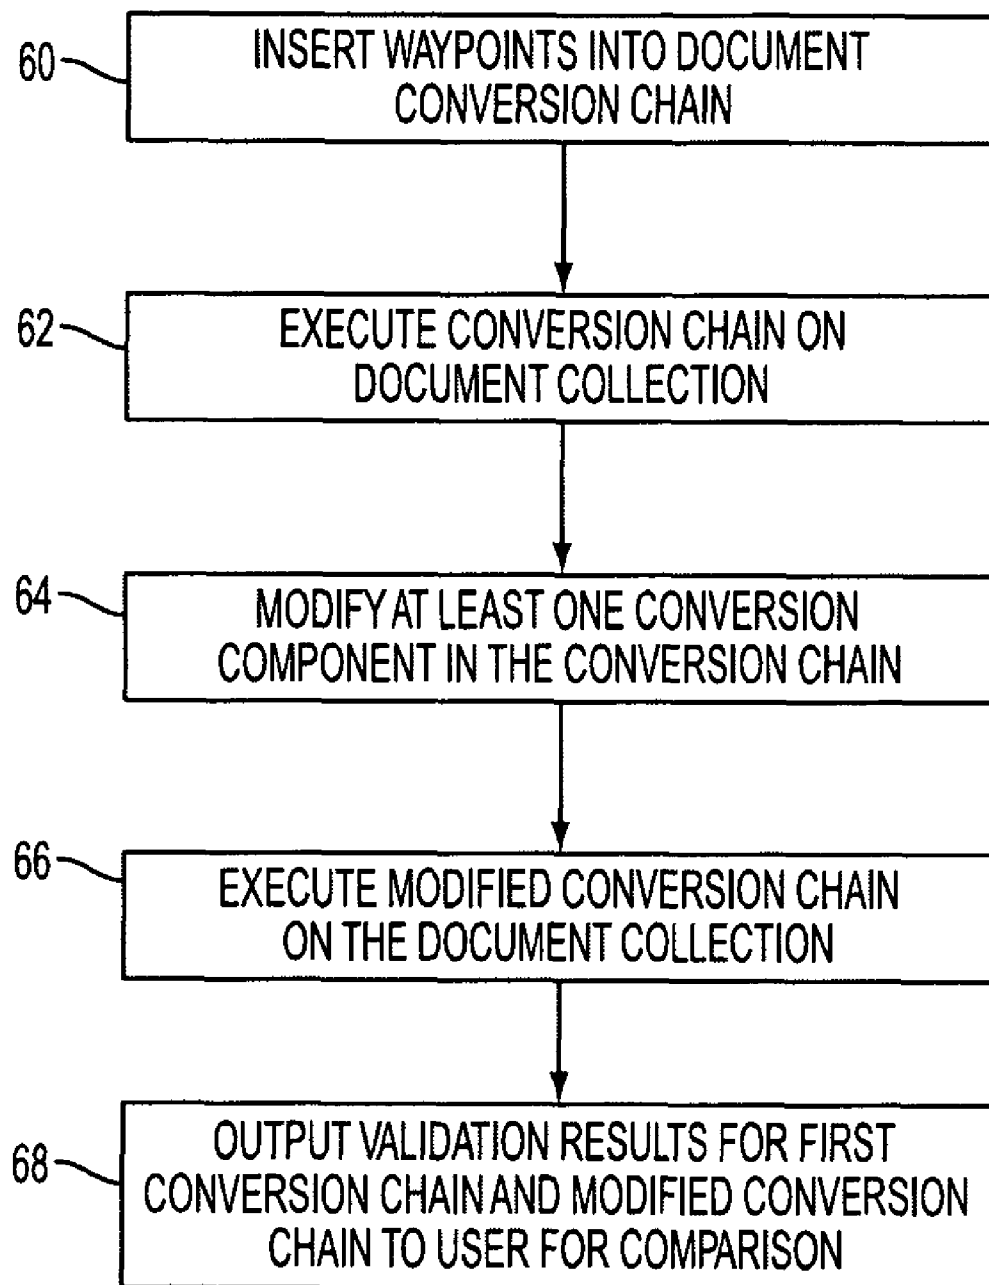 60
INSERT WAYPOINTS INTO DOCUMENT
CONVERSION CHAIN
62
EXECUTE CONVERSION CHAIN ON
DOCUMENT COLLECTION
64
MODIFY AT LEAST ONE CONVERSION
COMPONENT IN THE CONVERSION CHAIN
66
EXECUTE MODIFIED CONVERSION CHAIN
ON THE DOCUMENT COLLECTION
68
OUTPUT VALIDATION RESULTS FOR FIRST
CONVERSION CHAIN AND MODIFIED CONVERSION
CHAIN TO USER FOR COMPARISON